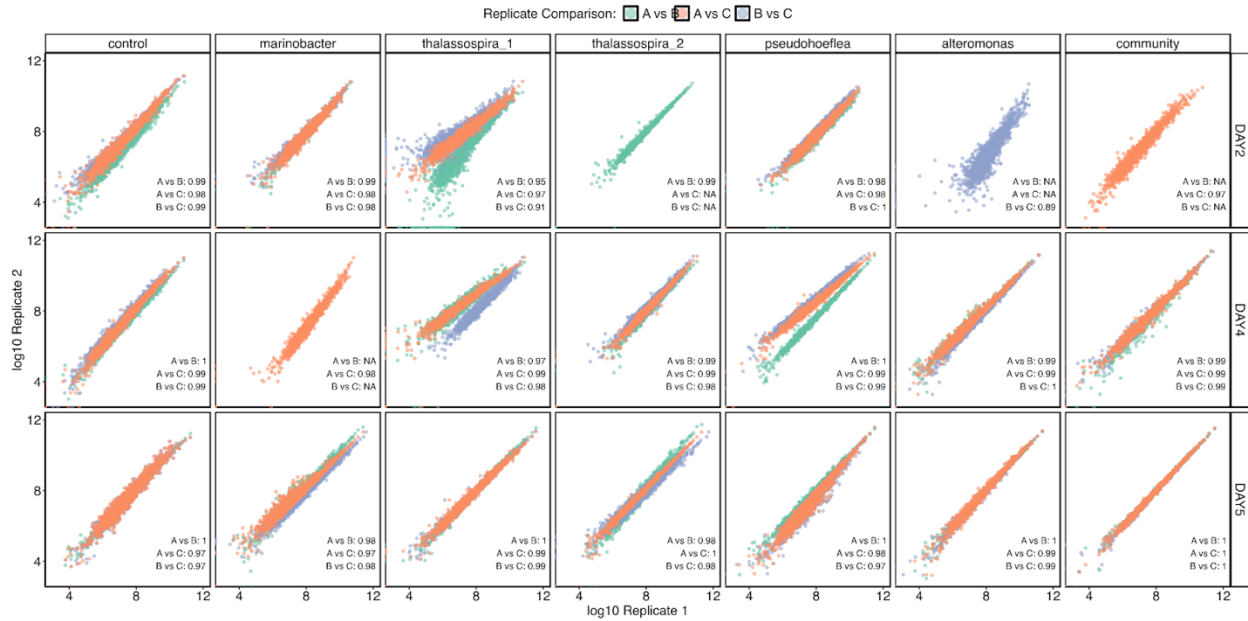 Replicate Comparison: A vs B A vs C B vs C
control marinobacter thalassospira_1 thalassospira_2 pseudohoeflea alteromonas community
12
8
4
A vs B: 0.99 A vs B: 0.99 A vs B: 0.95 A vs B: 0.99 A vs B: 0.98 A vs B: NA A vs B: NA
A vs C: 0.98 A vs C: 0.98 A vs C: 0.97 A vs C: NA A vs C: 0.98 A vs C: NA A vs C: 0.97
B vs C: 0.99 B vs C: 0.98 B vs C: 0.91 B vs C: NA B vs C: 1 B vs C: 0.89 B vs C: NA
DAY2
log10 Replicate 2
12
8
4
A vs B: 1 A vs B: NA A vs B: 0.97 A vs B: 0.99 A vs B: 1 A vs B: 0.99 A vs B: 0.99
A vs C: 0.99 A vs C: 0.98 A vs C: 0.99 A vs C: 0.99 A vs C: 0.99 A vs C: 0.99 A vs C: 0.99
B vs C: 0.99 B vs C: NA B vs C: 0.98 B vs C: 0.98 B vs C: 0.99 B vs C: 1 B vs C: 0.99
DAY4
12
8
4
A vs B: 1 A vs B: 0.98 A vs B: 1 A vs B: 0.98 A vs B: 1 A vs B: 1 A vs B: 1
A vs C: 0.97 A vs C: 0.97 A vs C: 0.99 A vs C: 1 A vs C: 0.98 A vs C: 0.99 A vs C: 1
B vs C: 0.97 B vs C: 0.98 B vs C: 0.99 B vs C: 0.98 B vs C: 0.97 B vs C: 0.99 B vs C: 1
DAY5
4 8 12 4 8 12 4 8 12 4 8 12 4 8 12 4 8 12 4 8 12
log10 Replicate 1